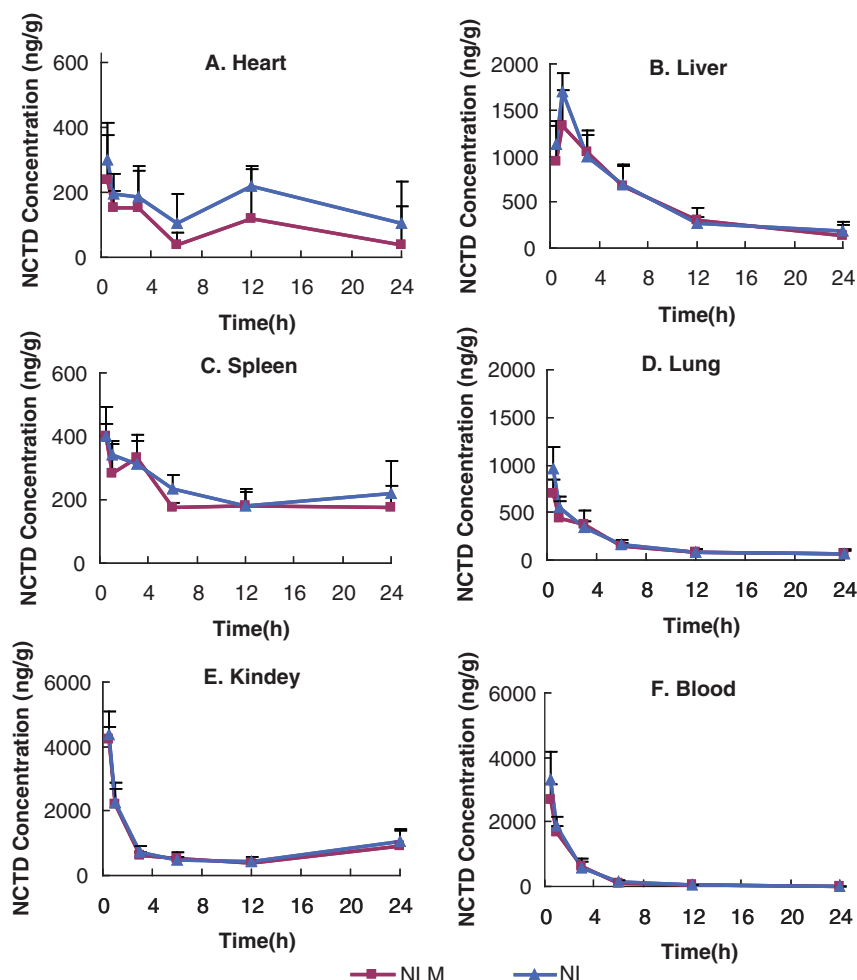 A. Heart
NCTD Concentration (ng/g)
600
400
200
0
0 4 8 12 16 20 24
Time(h)
B. Liver
NCTD Concentration (ng/g)
2000
1500
1000
500
0
0 4 8 12 16 20 24
Time(h)
C. Spleen
NCTD Concentration (ng/g)
600
400
200
0
0 4 8 12 16 20 24
Time(h)
D. Lung
NCTD Concentration (ng/g)
2000
1500
1000
500
0
0 4 8 12 16 20 24
Time(h)
E. Kindey
NCTD Concentration (ng/g)
6000
4000
2000
0
0 4 8 12 16 20 24
Time(h)
F. Blood
NCTD Concentration (ng/g)
6000
4000
2000
0
0 4 8 12 16 20 24
Time(h)
NLM NI